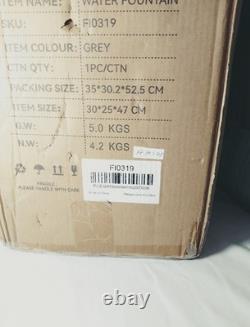 ITEM NAME: WATER FOUNTAIN
SKU: FI0319
ITEM COLOUR: GREY
CTN QTY: 1PC/CTN
PACKING SIZE: 35*30.2*52.5 CM
ITEM SIZE: 30*25*47 CM
G.W: 5.0 KGS
N.W: 4.2 KGS
FRAGILE
PLEASE HANDLE WITH CARE
FI0319